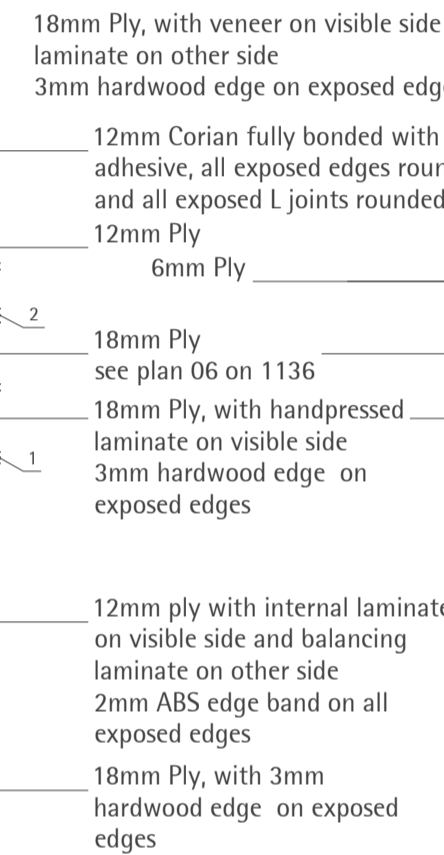 18mm Ply, with veneer on visible side
laminate on other side
3mm hardwood edge on exposed
12mm Corian fully bonded with
adhesive, all exposed edges
and all exposed L joints rounded
12mm Ply
6mm Ply
2
18mm Ply
see plan 06 on 1136
18mm Ply, with handpressed
laminate on visible side
1
3mm hardwood edge on
exposed edges
12mm ply with internal laminate
on visible side and balancing
laminate on other side
2mm ABS edge band on all
exposed edges
18mm Ply, with 3mm
hardwood edge on exposed
edges